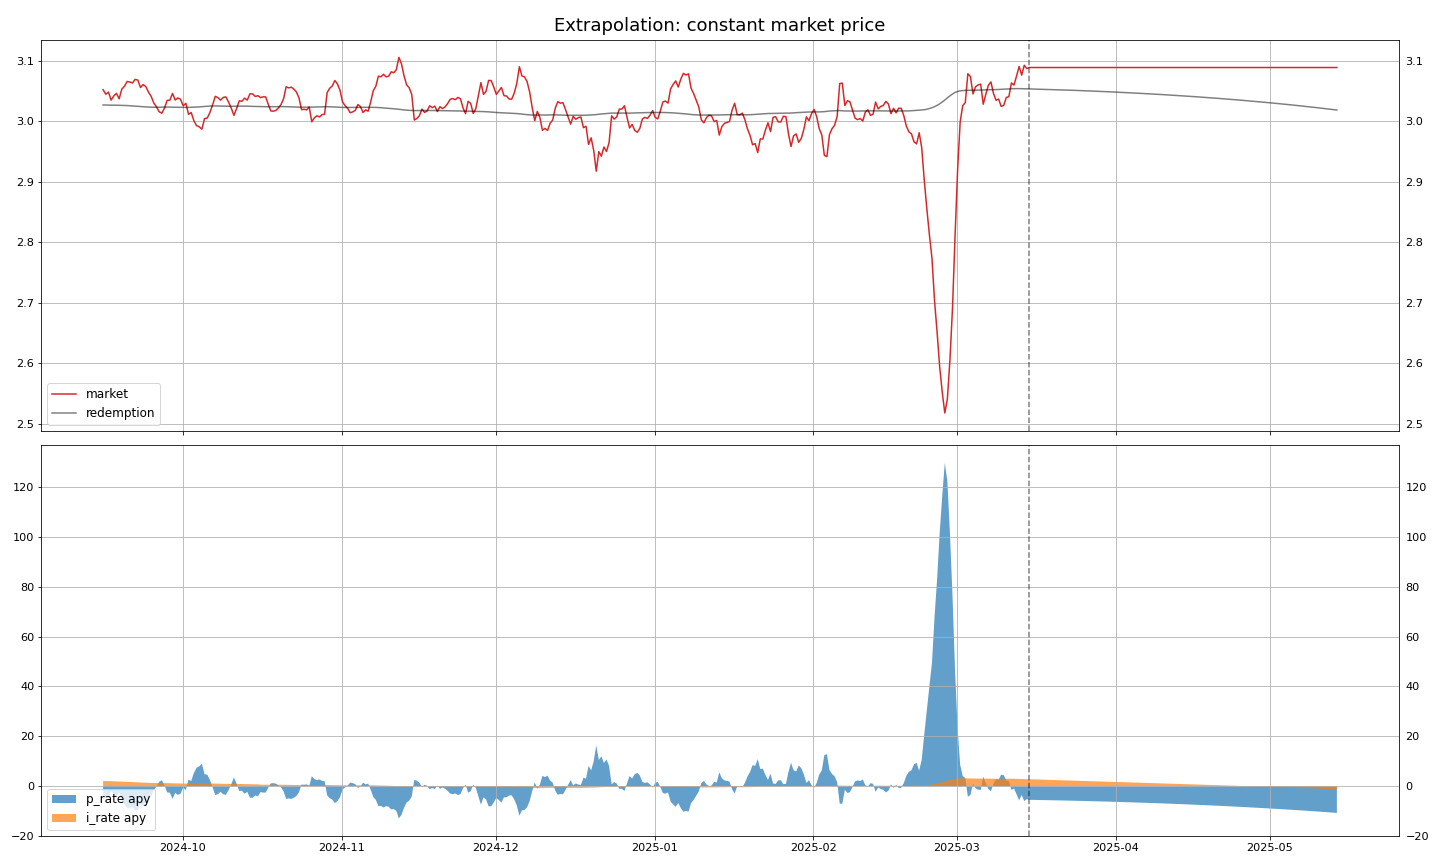 Extrapolation: constant market price
3.1 3.1
3.0 3.0
2.9 2.9
2.8 2.8
2.7 2.7
2.6 2.6
2.5 2.5
market
redemption
120 120
100 100
80 80
60 60
40 40
20 20
0 0
−20 −20
p_rate apy
i_rate apy
2024-10 2024-11 2024-12 2025-01 2025-02 2025-03 2025-04 2025-05